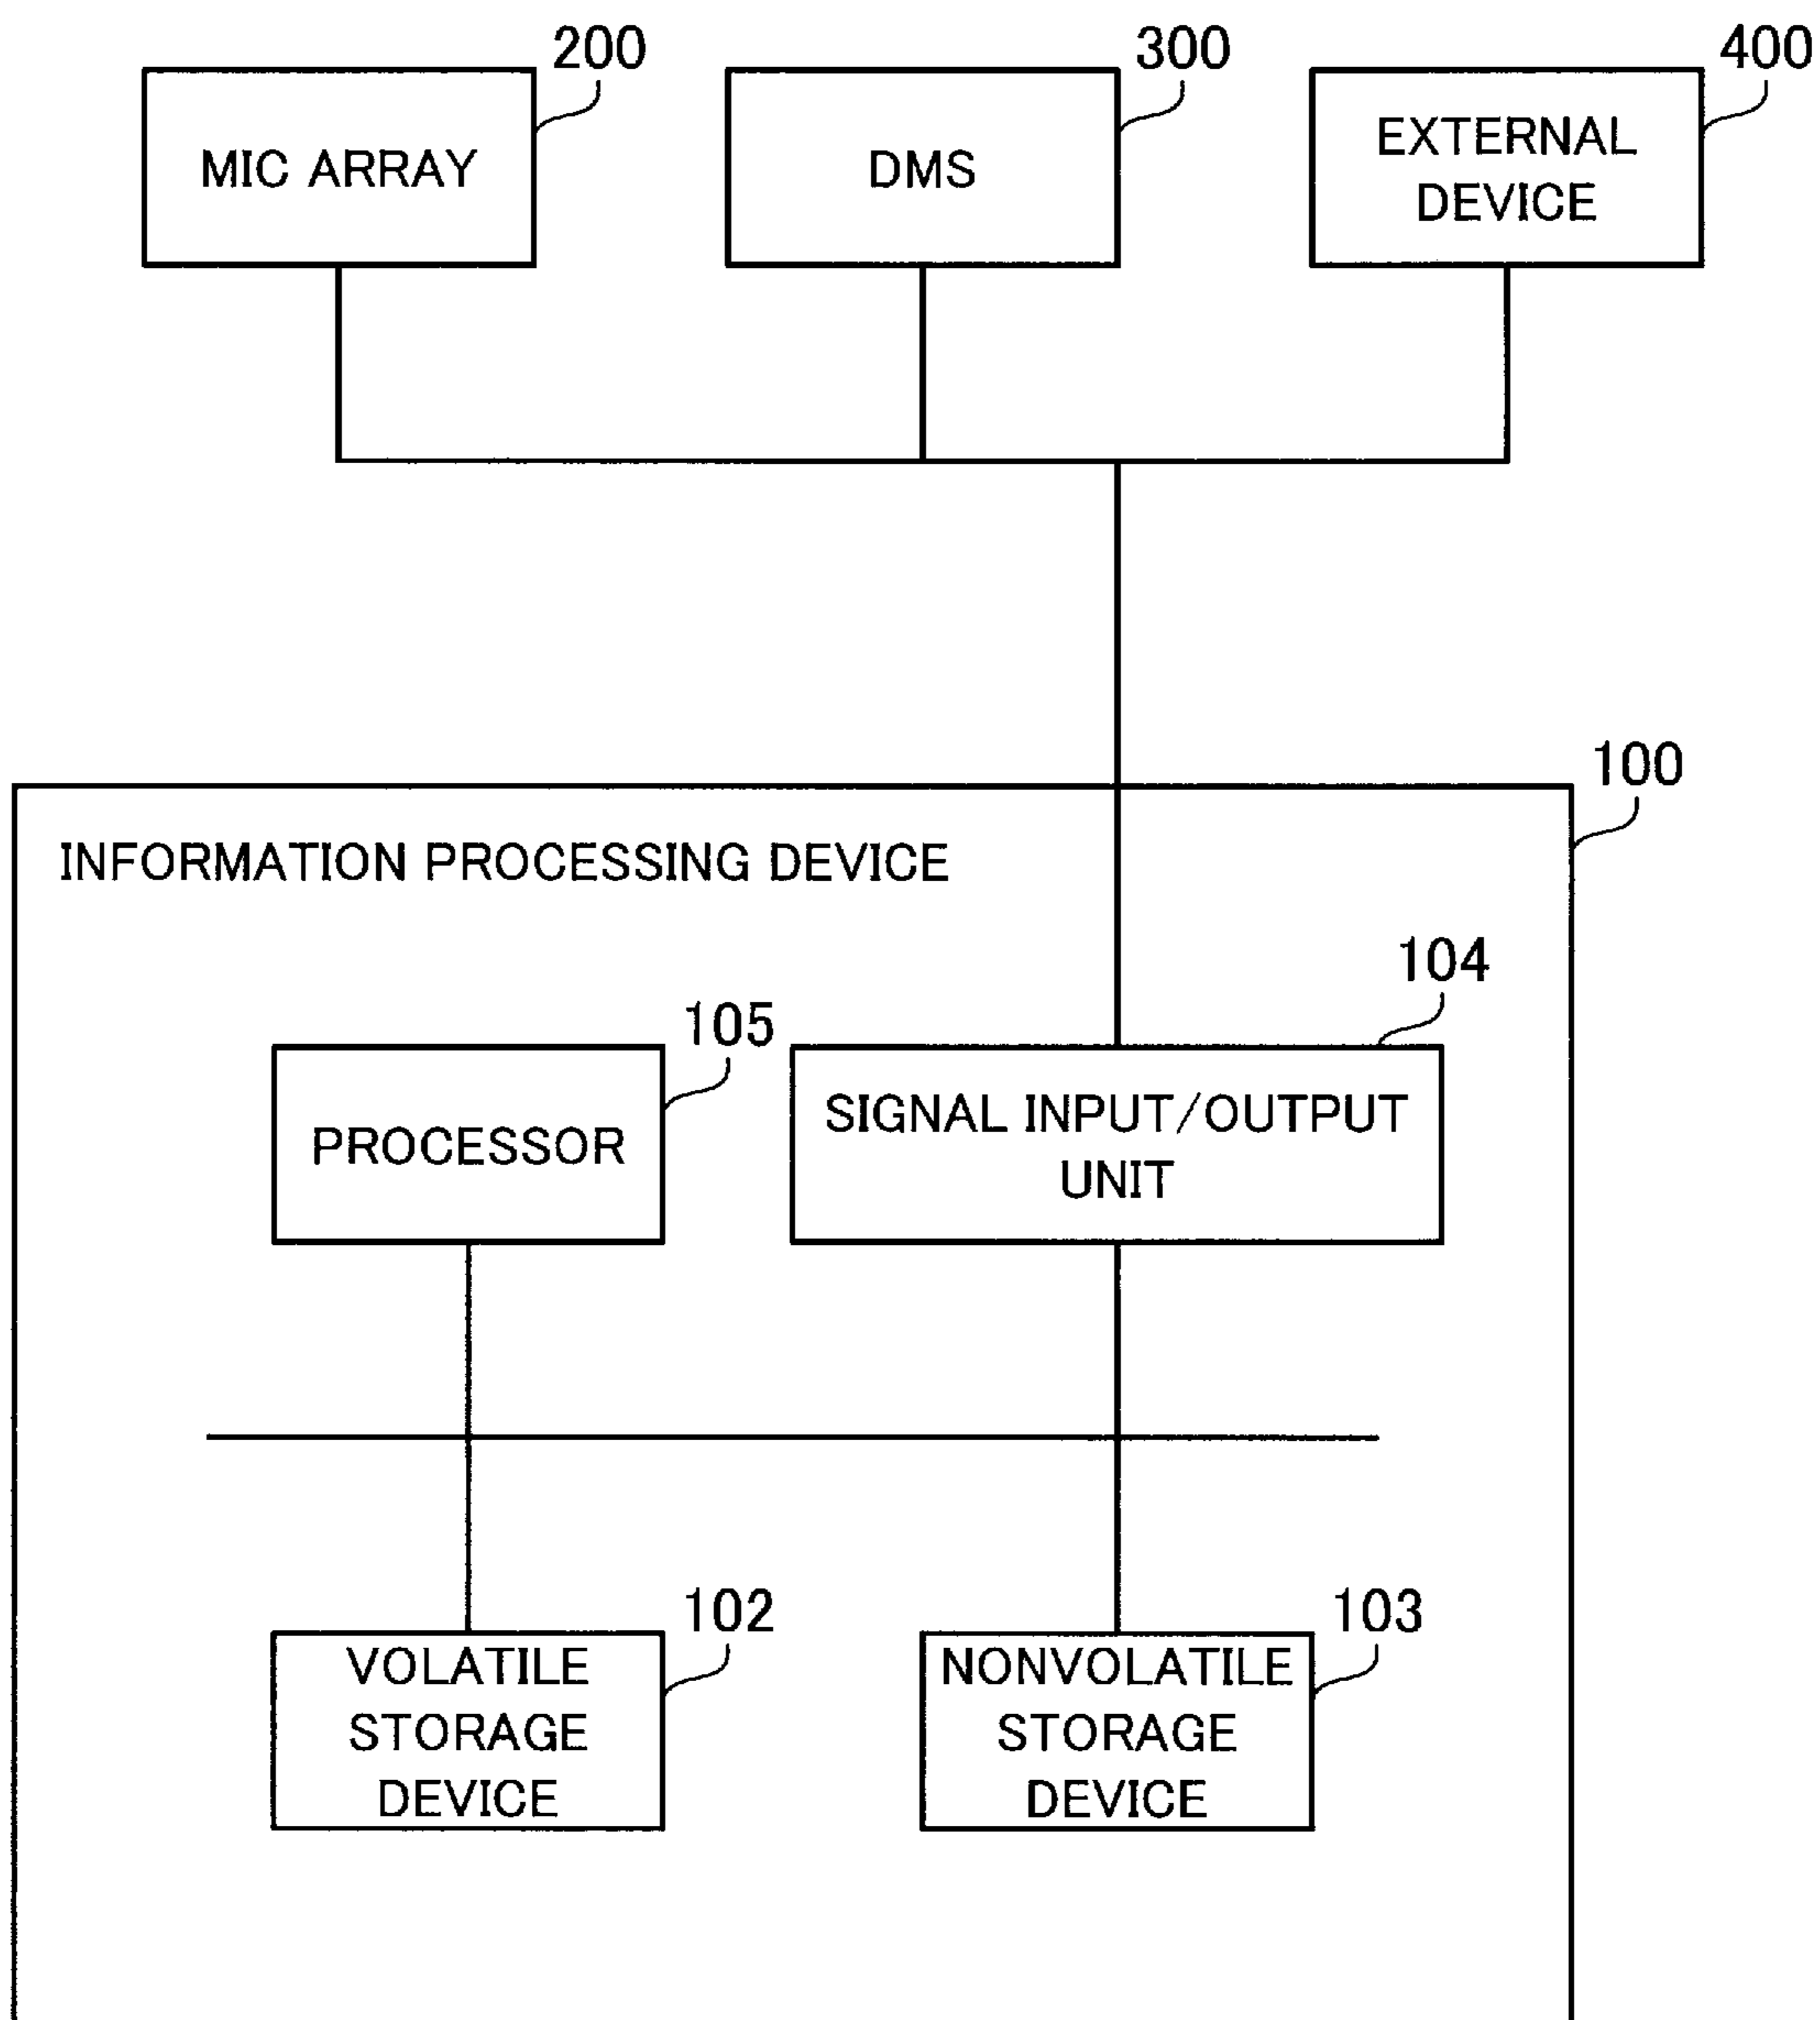 200
300
400
MIC ARRAY
DMS
EXTERNAL
DEVICE
100
INFORMATION PROCESSING DEVICE
105
104
PROCESSOR
SIGNAL INPUT/OUTPUT
UNIT
102
103
VOLATILE
STORAGE
DEVICE
NONVOLATILE
STORAGE
DEVICE